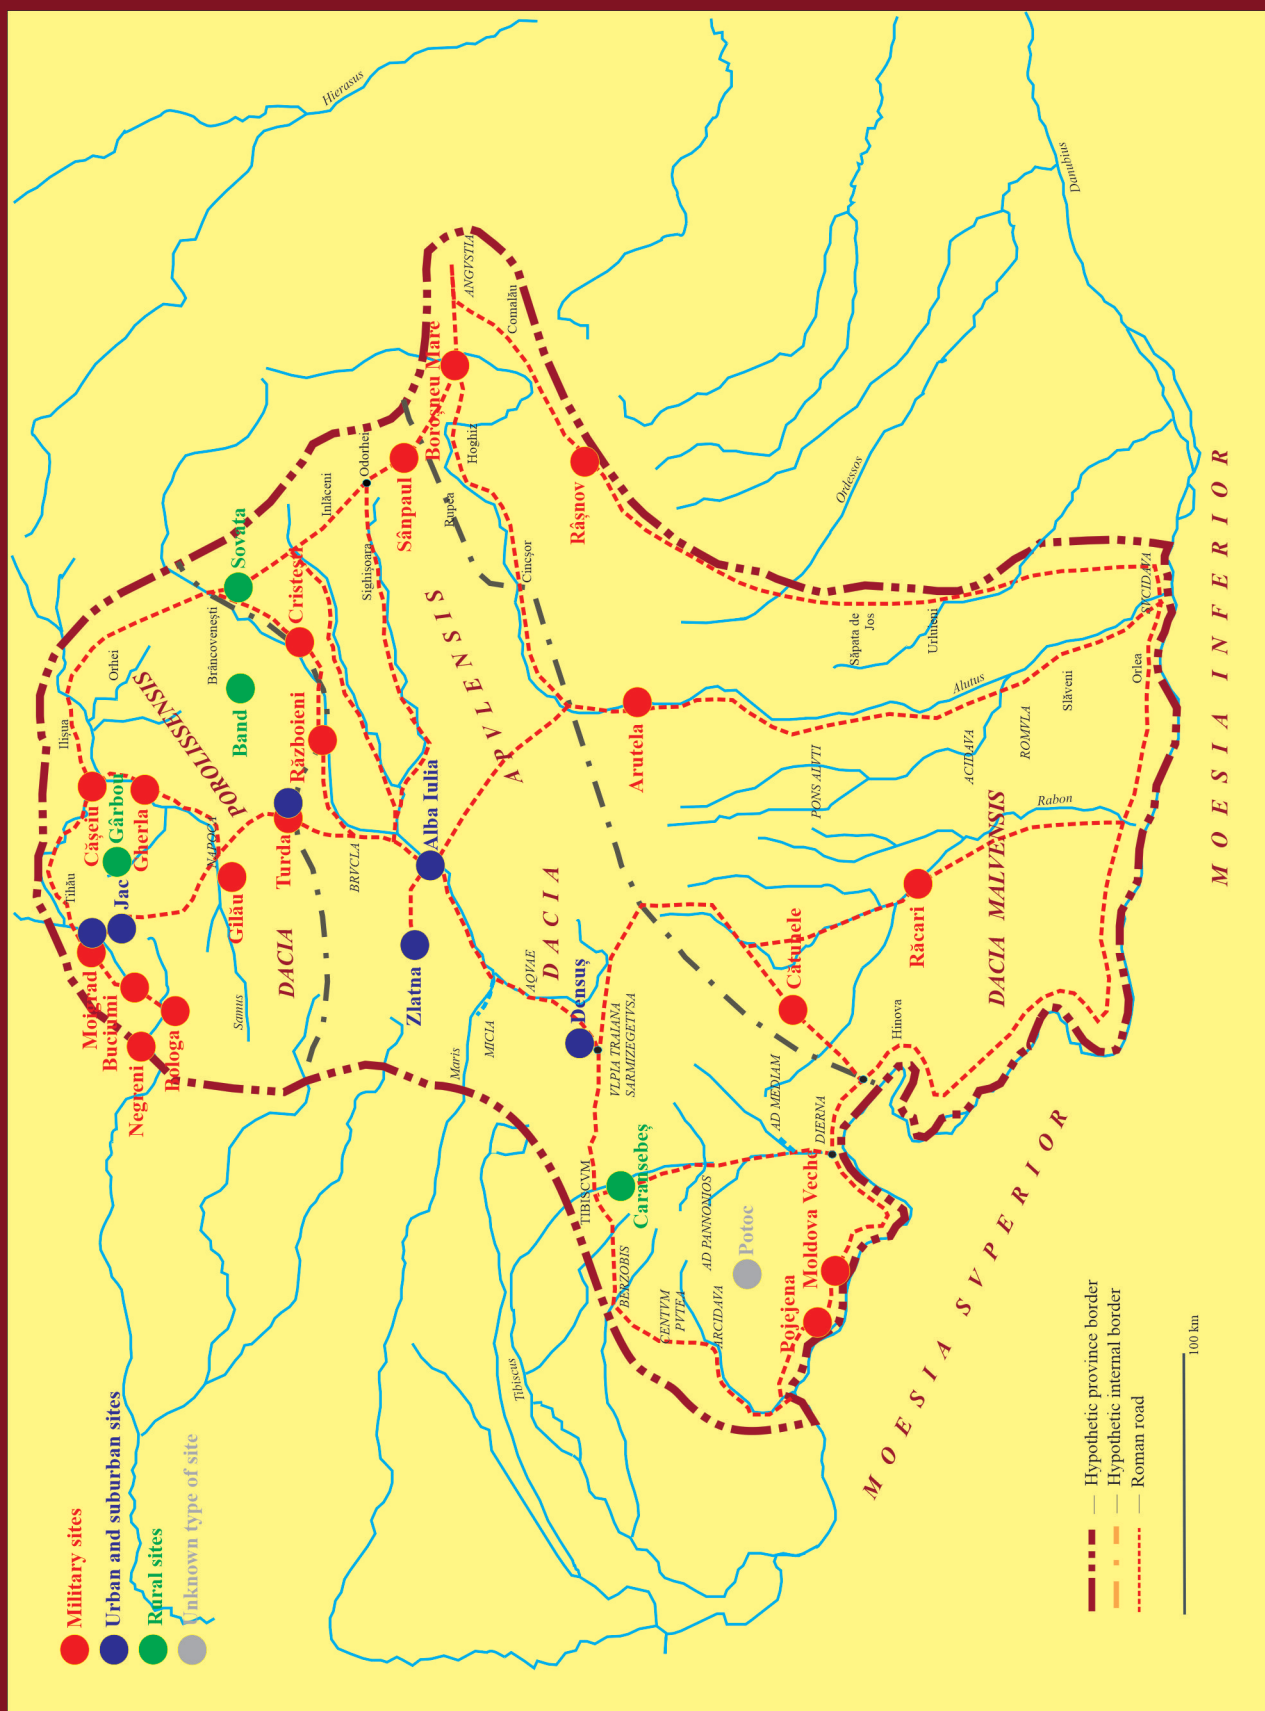 Military sites
Urban and suburban sites
Rural sites
Unknown type of site
Hierasus
Danubius
ANGVSTIA
Comalău
Boroșneu Mare
Hoghiz
Odorhei
Inlăceni
Sânpaul
Rupea
Râșnov
Ordessos
Sovata
Cristești
Sighișoara
Cincșor
Brâncovenești
Orhei
Band
Ilișua
POROLISSENSIS
Războieni
APVLENSIS
Arutela
Alutus
Săpata de
Jos
Urluieni
SVCIDAVA
Orlea
Slăveni
ROMVLA
ACIDAVA
PONS ALVTI
Rabon
Cășeiu
Gârbou
Gherla
NAPOCA
Turda
BRVCLA
Alba Iulia
Tihău
Jac
Gilău
DACIA
Zlatna
DACIA
AQVAE
Densuș
Moigrad
Buciumi
Bologa
Negreni
Samus
Maris
MICIA
VLPIA TRAIANA
SARMIZEGETVSA
Cătunele
Răcari
DACIA MALVENSIS
Hinova
AD MEDIAM
DIERNA
TIBISCVM
Caransebeș
AD PANNONIOS
Potoc
Moldova Veche
Pojejena
BERZOBIS
CENTVM
PVTEA
ARCIDAVA
Tibiscus
MOESIA SVPERIOR
MOESIA INFERIOR
Hypothetic province border
Hypothetic internal border
Roman road
100 km